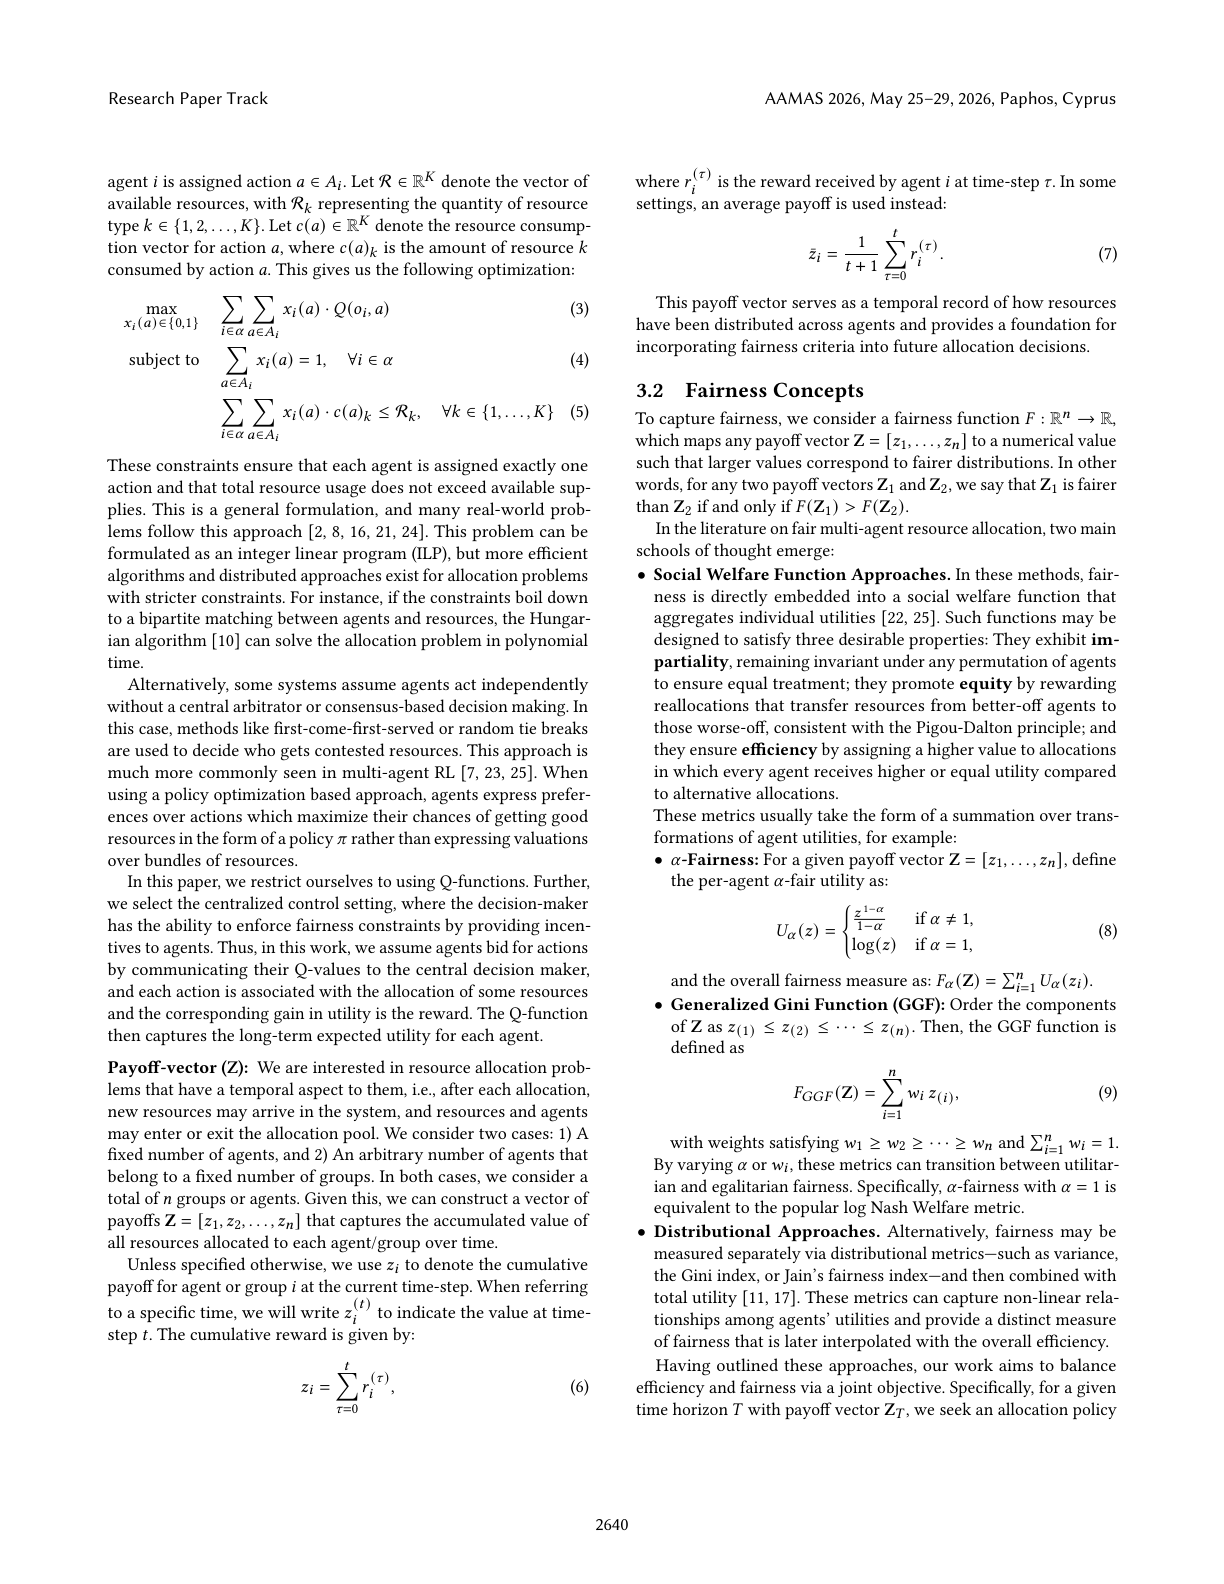 Research Paper Track
AAMAS 2026, May 25–29, 2026, Paphos, Cyprus
agent i is assigned action a ∈ A_i. Let 𝓡 ∈ ℝ^K denote the vector of
available resources, with 𝓡_k representing the quantity of resource
type k ∈ {1, 2, . . . , K}. Let c(a) ∈ ℝ^K denote the resource consump-
tion vector for action a, where c(a)_k is the amount of resource k
consumed by action a. This gives us the following optimization:
max_{x_i(a)∈{0,1}} ∑_{i∈α} ∑_{a∈A_i} x_i(a) · Q(o_i, a) (3)
subject to ∑_{a∈A_i} x_i(a) = 1, ∀i ∈ α (4)
∑_{i∈α} ∑_{a∈A_i} x_i(a) · c(a)_k ≤ 𝓡_k, ∀k ∈ {1, . . . , K} (5)
These constraints ensure that each agent is assigned exactly one
action and that total resource usage does not exceed available sup-
plies. This is a general formulation, and many real-world prob-
lems follow this approach [2, 8, 16, 21, 24]. This problem can be
formulated as an integer linear program (ILP), but more efficient
algorithms and distributed approaches exist for allocation problems
with stricter constraints. For instance, if the constraints boil down
to a bipartite matching between agents and resources, the Hungar-
ian algorithm [10] can solve the allocation problem in polynomial
time.
Alternatively, some systems assume agents act independently
without a central arbitrator or consensus-based decision making. In
this case, methods like first-come-first-served or random tie breaks
are used to decide who gets contested resources. This approach is
much more commonly seen in multi-agent RL [7, 23, 25]. When
using a policy optimization based approach, agents express prefer-
ences over actions which maximize their chances of getting good
resources in the form of a policy π rather than expressing valuations
over bundles of resources.
In this paper, we restrict ourselves to using Q-functions. Further,
we select the centralized control setting, where the decision-maker
has the ability to enforce fairness constraints by providing incen-
tives to agents. Thus, in this work, we assume agents bid for actions
by communicating their Q-values to the central decision maker,
and each action is associated with the allocation of some resources
and the corresponding gain in utility is the reward. The Q-function
then captures the long-term expected utility for each agent.
Payoff-vector (Z): We are interested in resource allocation prob-
lems that have a temporal aspect to them, i.e., after each allocation,
new resources may arrive in the system, and resources and agents
may enter or exit the allocation pool. We consider two cases: 1) A
fixed number of agents, and 2) An arbitrary number of agents that
belong to a fixed number of groups. In both cases, we consider a
total of n groups or agents. Given this, we can construct a vector of
payoffs Z = [z_1, z_2, . . . , z_n] that captures the accumulated value of
all resources allocated to each agent/group over time.
Unless specified otherwise, we use z_i to denote the cumulative
payoff for agent or group i at the current time-step. When referring
to a specific time, we will write z_i^{(t)} to indicate the value at time-
step t. The cumulative reward is given by:
z_i = ∑_{τ=0}^{t} r_i^{(τ)}, (6)
where r_i^{(τ)} is the reward received by agent i at time-step τ. In some
settings, an average payoff is used instead:
z̄_i = \frac{1}{t + 1} ∑_{τ=0}^{t} r_i^{(τ)}. (7)
This payoff vector serves as a temporal record of how resources
have been distributed across agents and provides a foundation for
incorporating fairness criteria into future allocation decisions.
3.2 Fairness Concepts
To capture fairness, we consider a fairness function F : ℝ^n → ℝ,
which maps any payoff vector Z = [z_1, . . . , z_n] to a numerical value
such that larger values correspond to fairer distributions. In other
words, for any two payoff vectors Z_1 and Z_2, we say that Z_1 is fairer
than Z_2 if and only if F(Z_1) > F(Z_2).
In the literature on fair multi-agent resource allocation, two main
schools of thought emerge:
• Social Welfare Function Approaches. In these methods, fair-
ness is directly embedded into a social welfare function that
aggregates individual utilities [22, 25]. Such functions may be
designed to satisfy three desirable properties: They exhibit im-
partiality, remaining invariant under any permutation of agents
to ensure equal treatment; they promote equity by rewarding
reallocations that transfer resources from better-off agents to
those worse-off, consistent with the Pigou-Dalton principle; and
they ensure efficiency by assigning a higher value to allocations
in which every agent receives higher or equal utility compared
to alternative allocations.
These metrics usually take the form of a summation over trans-
formations of agent utilities, for example:
• α-Fairness: For a given payoff vector Z = [z_1, . . . , z_n], define
the per-agent α-fair utility as:
U_α(z) = { \frac{z^{1−α}}{1−α} if α ≠ 1,
log(z) if α = 1, (8)
and the overall fairness measure as: F_α(Z) = ∑_{i=1}^{n} U_α(z_i).
• Generalized Gini Function (GGF): Order the components
of Z as z_{(1)} ≤ z_{(2)} ≤ · · · ≤ z_{(n)}. Then, the GGF function is
defined as
F_{GGF}(Z) = ∑_{i=1}^{n} w_i z_{(i)}, (9)
with weights satisfying w_1 ≥ w_2 ≥ · · · ≥ w_n and ∑_{i=1}^{n} w_i = 1.
By varying α or w_i, these metrics can transition between utilitar-
ian and egalitarian fairness. Specifically, α-fairness with α = 1 is
equivalent to the popular log Nash Welfare metric.
• Distributional Approaches. Alternatively, fairness may be
measured separately via distributional metrics—such as variance,
the Gini index, or Jain's fairness index—and then combined with
total utility [11, 17]. These metrics can capture non-linear rela-
tionships among agents' utilities and provide a distinct measure
of fairness that is later interpolated with the overall efficiency.
Having outlined these approaches, our work aims to balance
efficiency and fairness via a joint objective. Specifically, for a given
time horizon T with payoff vector Z_T, we seek an allocation policy
2640